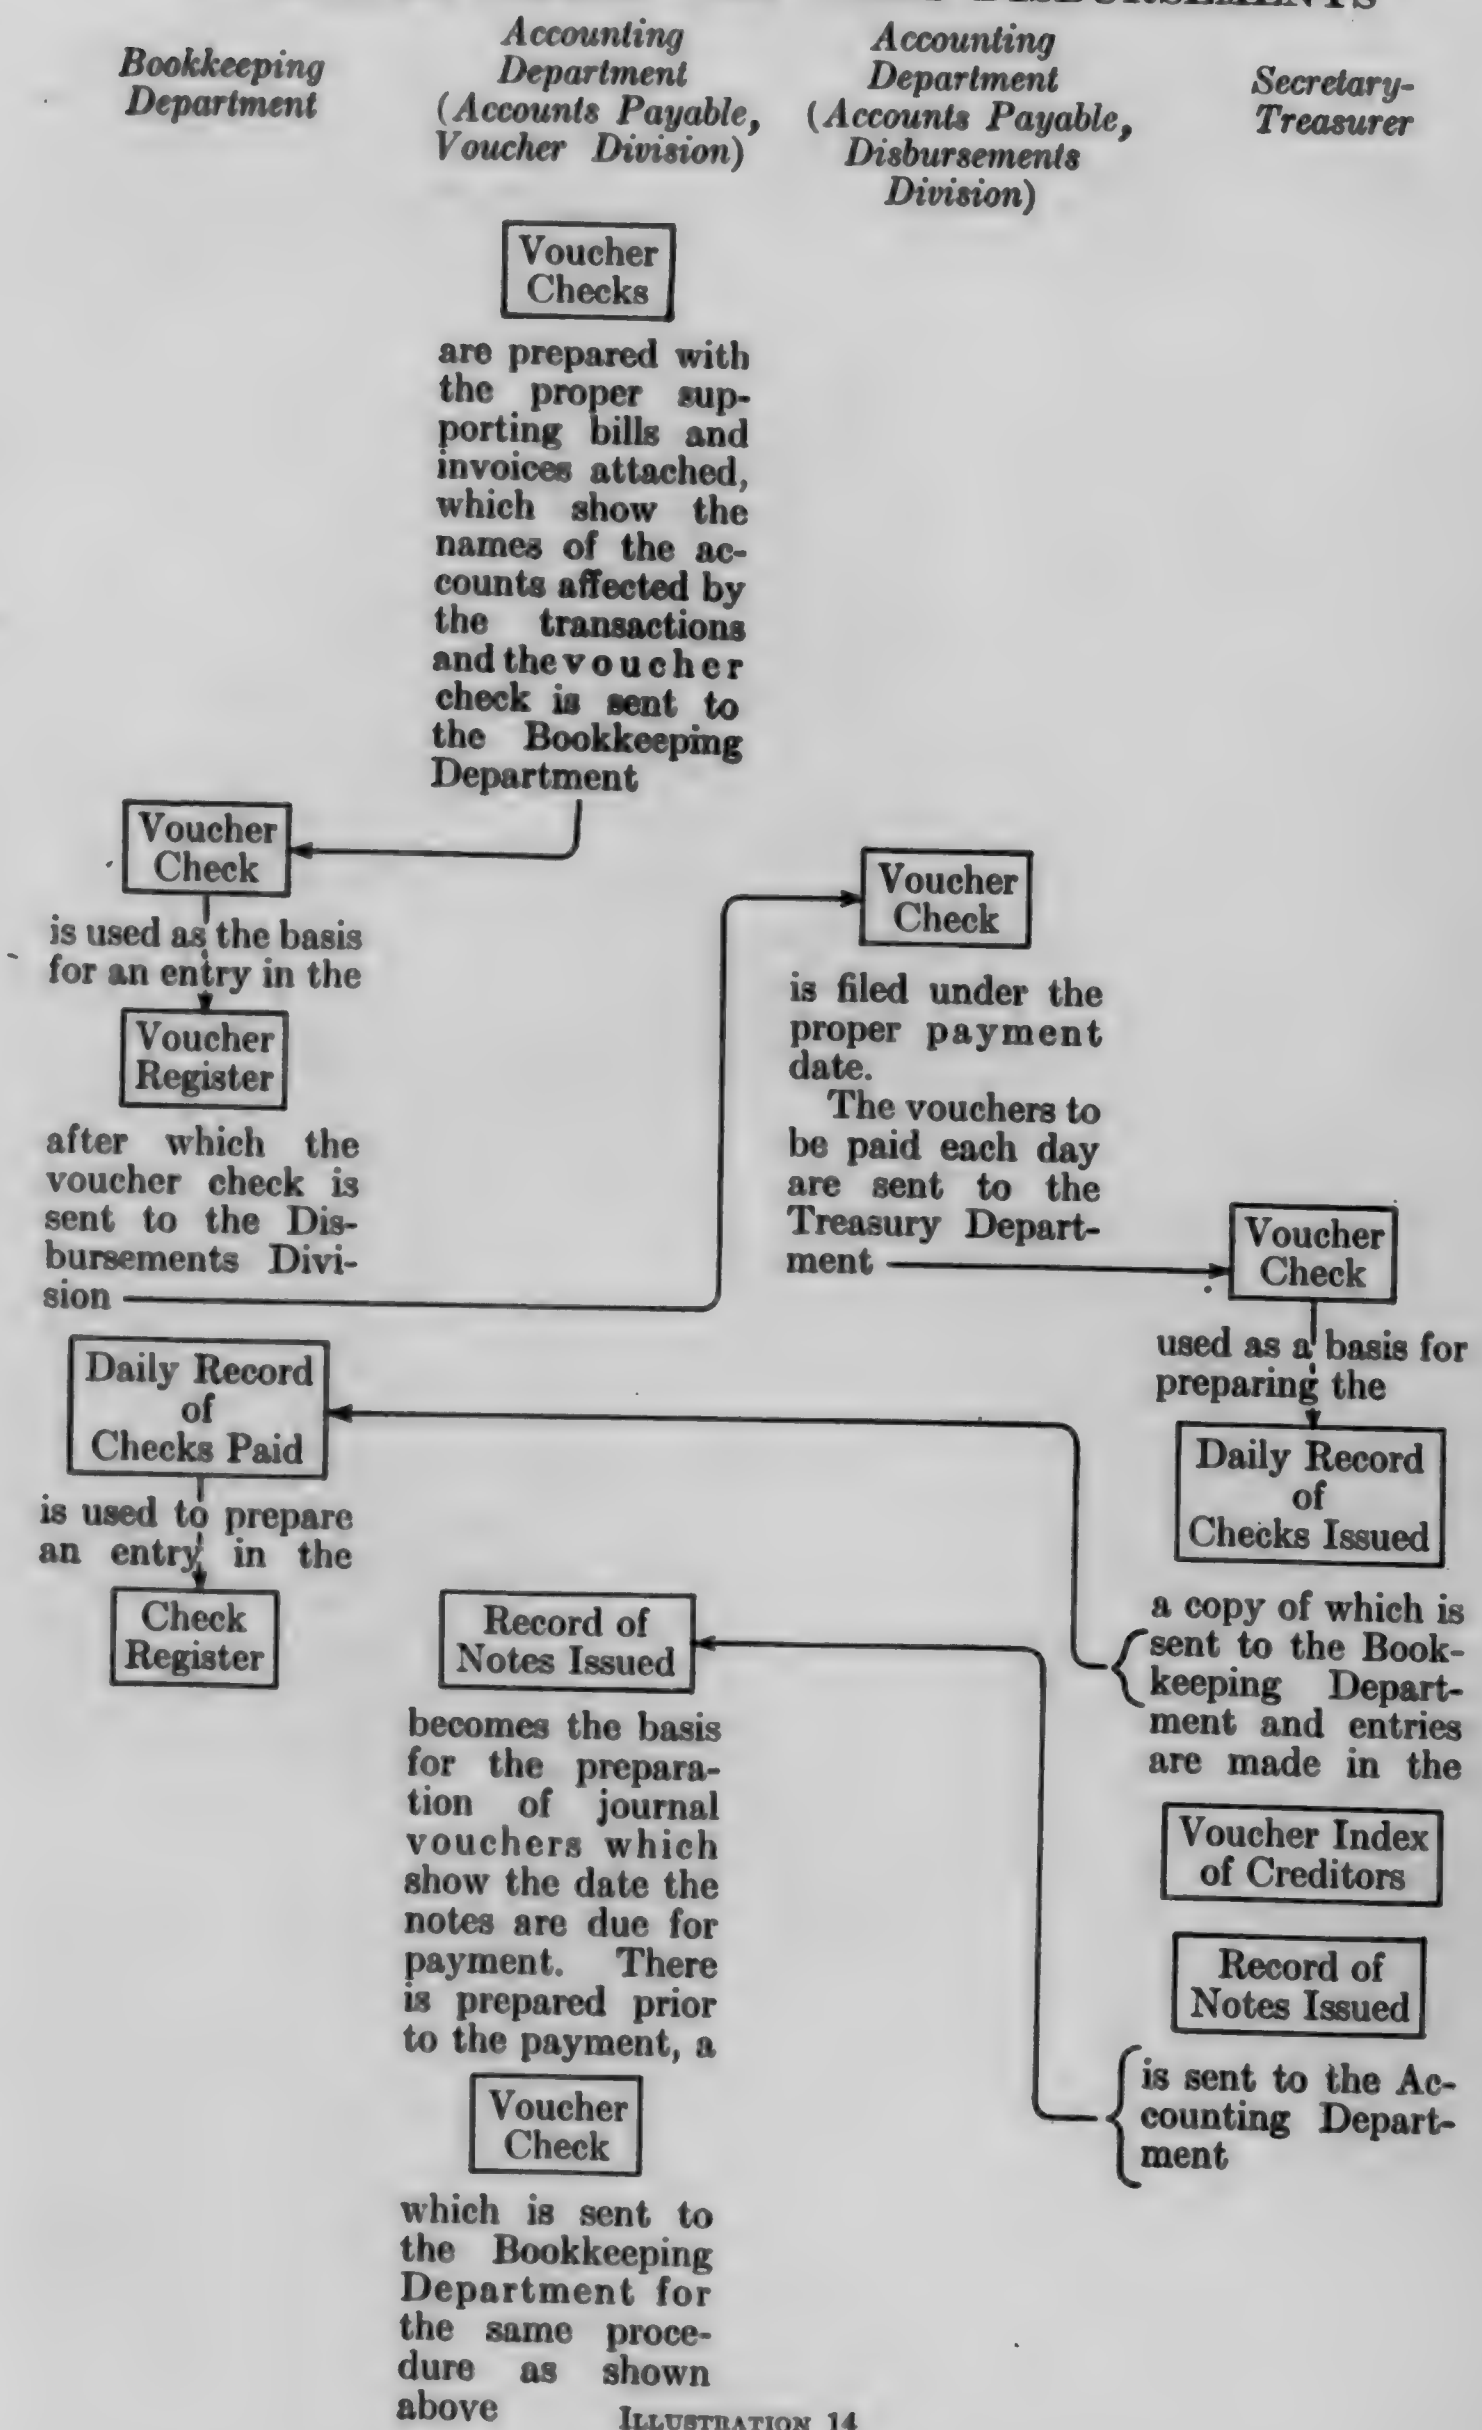 DISBURSEMENTS
Bookkeeping
Department
Accounting
Department
(Accounts Payable,
Voucher Division)
Accounting
Department
(Accounts Payable,
Disbursements
Division)
Secretary-
Treasurer
Voucher
Checks
are prepared with
the proper sup-
porting bills and
invoices attached,
which show the
names of the ac-
counts affected by
the transactions
and the voucher
check is sent to
the Bookkeeping
Department
Voucher
Check
is used as the basis
for an entry in the
Voucher
Register
after which the
voucher check is
sent to the Dis-
bursements Divi-
sion
Voucher
Check
is filed under the
proper payment
date.
The vouchers to
be paid each day
are sent to the
Treasury Depart-
ment
Voucher
Check
used as a basis for
preparing the
Daily Record
of
Checks Issued
a copy of which is
sent to the Book-
keeping Depart-
ment and entries
are made in the
Voucher Index
of Creditors
Record of
Notes Issued
is sent to the Ac-
counting Depart-
ment
Daily Record
of
Checks Paid
is used to prepare
an entry in the
Check
Register
Record of
Notes Issued
becomes the basis
for the prepara-
tion of journal
vouchers which
show the date the
notes are due for
payment. There
is prepared prior
to the payment, a
Voucher
Check
which is sent to
the Bookkeeping
Department for
the same proce-
dure as shown
above
ILLUSTRATION 14